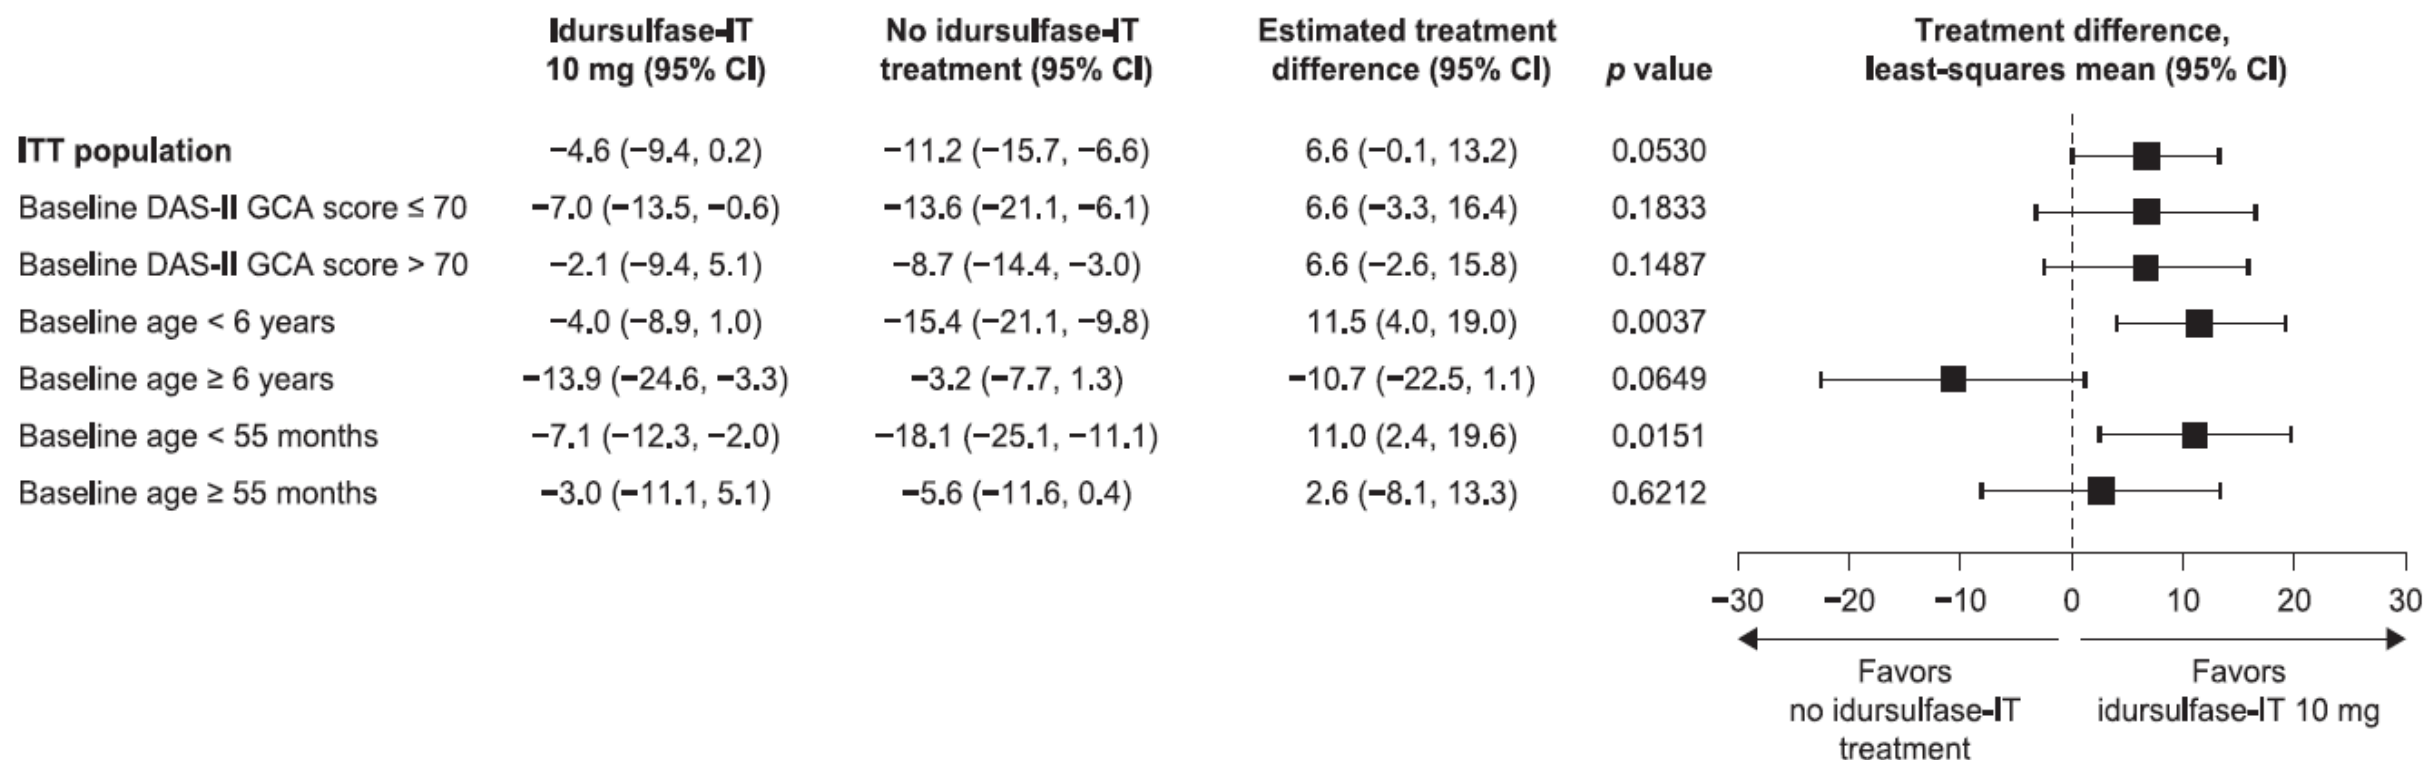 Idursulfase-IT No idursulfase-IT Estimated treatment Treatment difference,
10 mg (95% CI) treatment (95% CI) difference (95% CI) p value least-squares mean (95% CI)
ITT population −4.6 (−9.4, 0.2) −11.2 (−15.7, −6.6) 6.6 (−0.1, 13.2) 0.0530
Baseline DAS-II GCA score ≤ 70 −7.0 (−13.5, −0.6) −13.6 (−21.1, −6.1) 6.6 (−3.3, 16.4) 0.1833
Baseline DAS-II GCA score > 70 −2.1 (−9.4, 5.1) −8.7 (−14.4, −3.0) 6.6 (−2.6, 15.8) 0.1487
Baseline age < 6 years −4.0 (−8.9, 1.0) −15.4 (−21.1, −9.8) 11.5 (4.0, 19.0) 0.0037
Baseline age ≥ 6 years −13.9 (−24.6, −3.3) −3.2 (−7.7, 1.3) −10.7 (−22.5, 1.1) 0.0649
Baseline age < 55 months −7.1 (−12.3, −2.0) −18.1 (−25.1, −11.1) 11.0 (2.4, 19.6) 0.0151
Baseline age ≥ 55 months −3.0 (−11.1, 5.1) −5.6 (−11.6, 0.4) 2.6 (−8.1, 13.3) 0.6212
−30 −20 −10 0 10 20 30
Favors Favors
no idursulfase-IT idursulfase-IT 10 mg
treatment